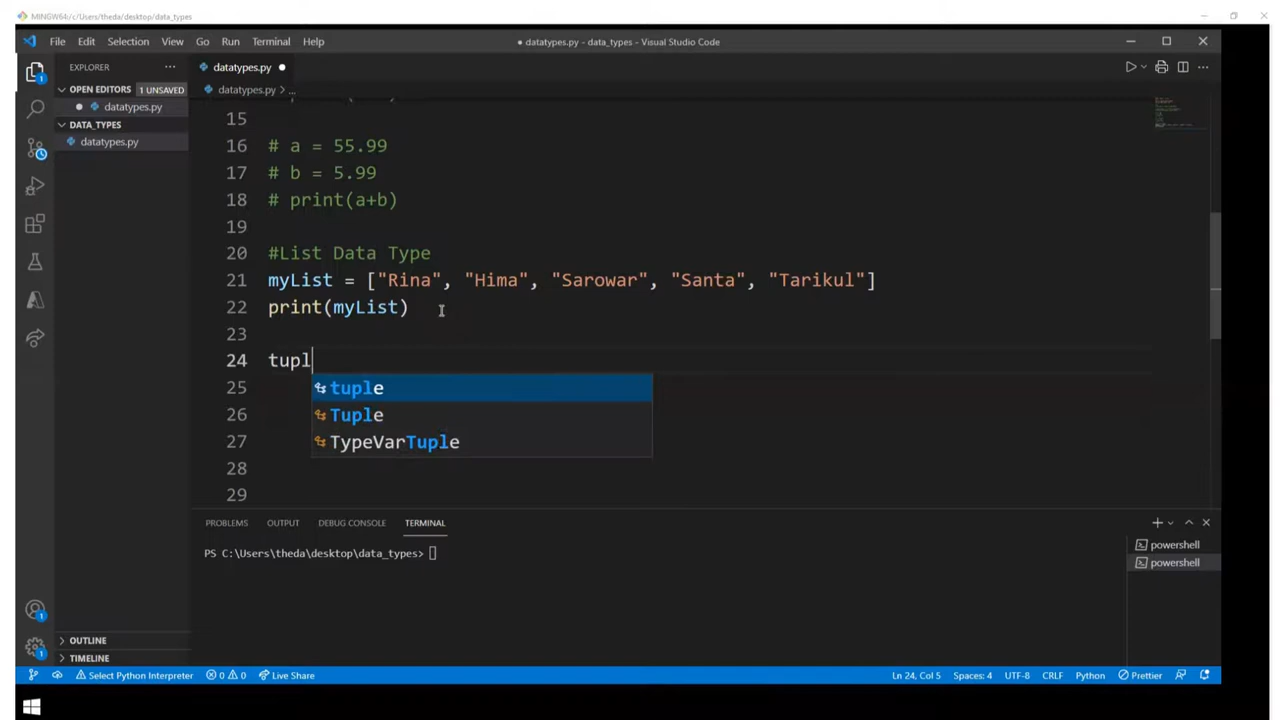 MINGW64:/c/Users/theda/desktop/data_types
File Edit Selection View Go Run Terminal Help
● datatypes.py - data_types - Visual Studio Code
EXPLORER
datatypes.py
OPEN EDITORS 1 UNSAVED
datatypes.py > ...
datatypes.py
DATA_TYPES
datatypes.py
15
16 # a = 55.99
17 # b = 5.99
18 # print(a+b)
19
20 #List Data Type
21 myList = ["Rina", "Hima", "Sarowar", "Santa", "Tarikul"]
22 print(myList)
23
24 tupl
25 tuple
26 Tuple
27 TypeVarTuple
28
29
PROBLEMS OUTPUT DEBUG CONSOLE TERMINAL
PS C:\Users\theda\desktop\data_types>
powershell
powershell
OUTLINE
TIMELINE
Select Python Interpreter 0 0 Live Share
Ln 24, Col 5 Spaces: 4 UTF-8 CRLF Python Prettier